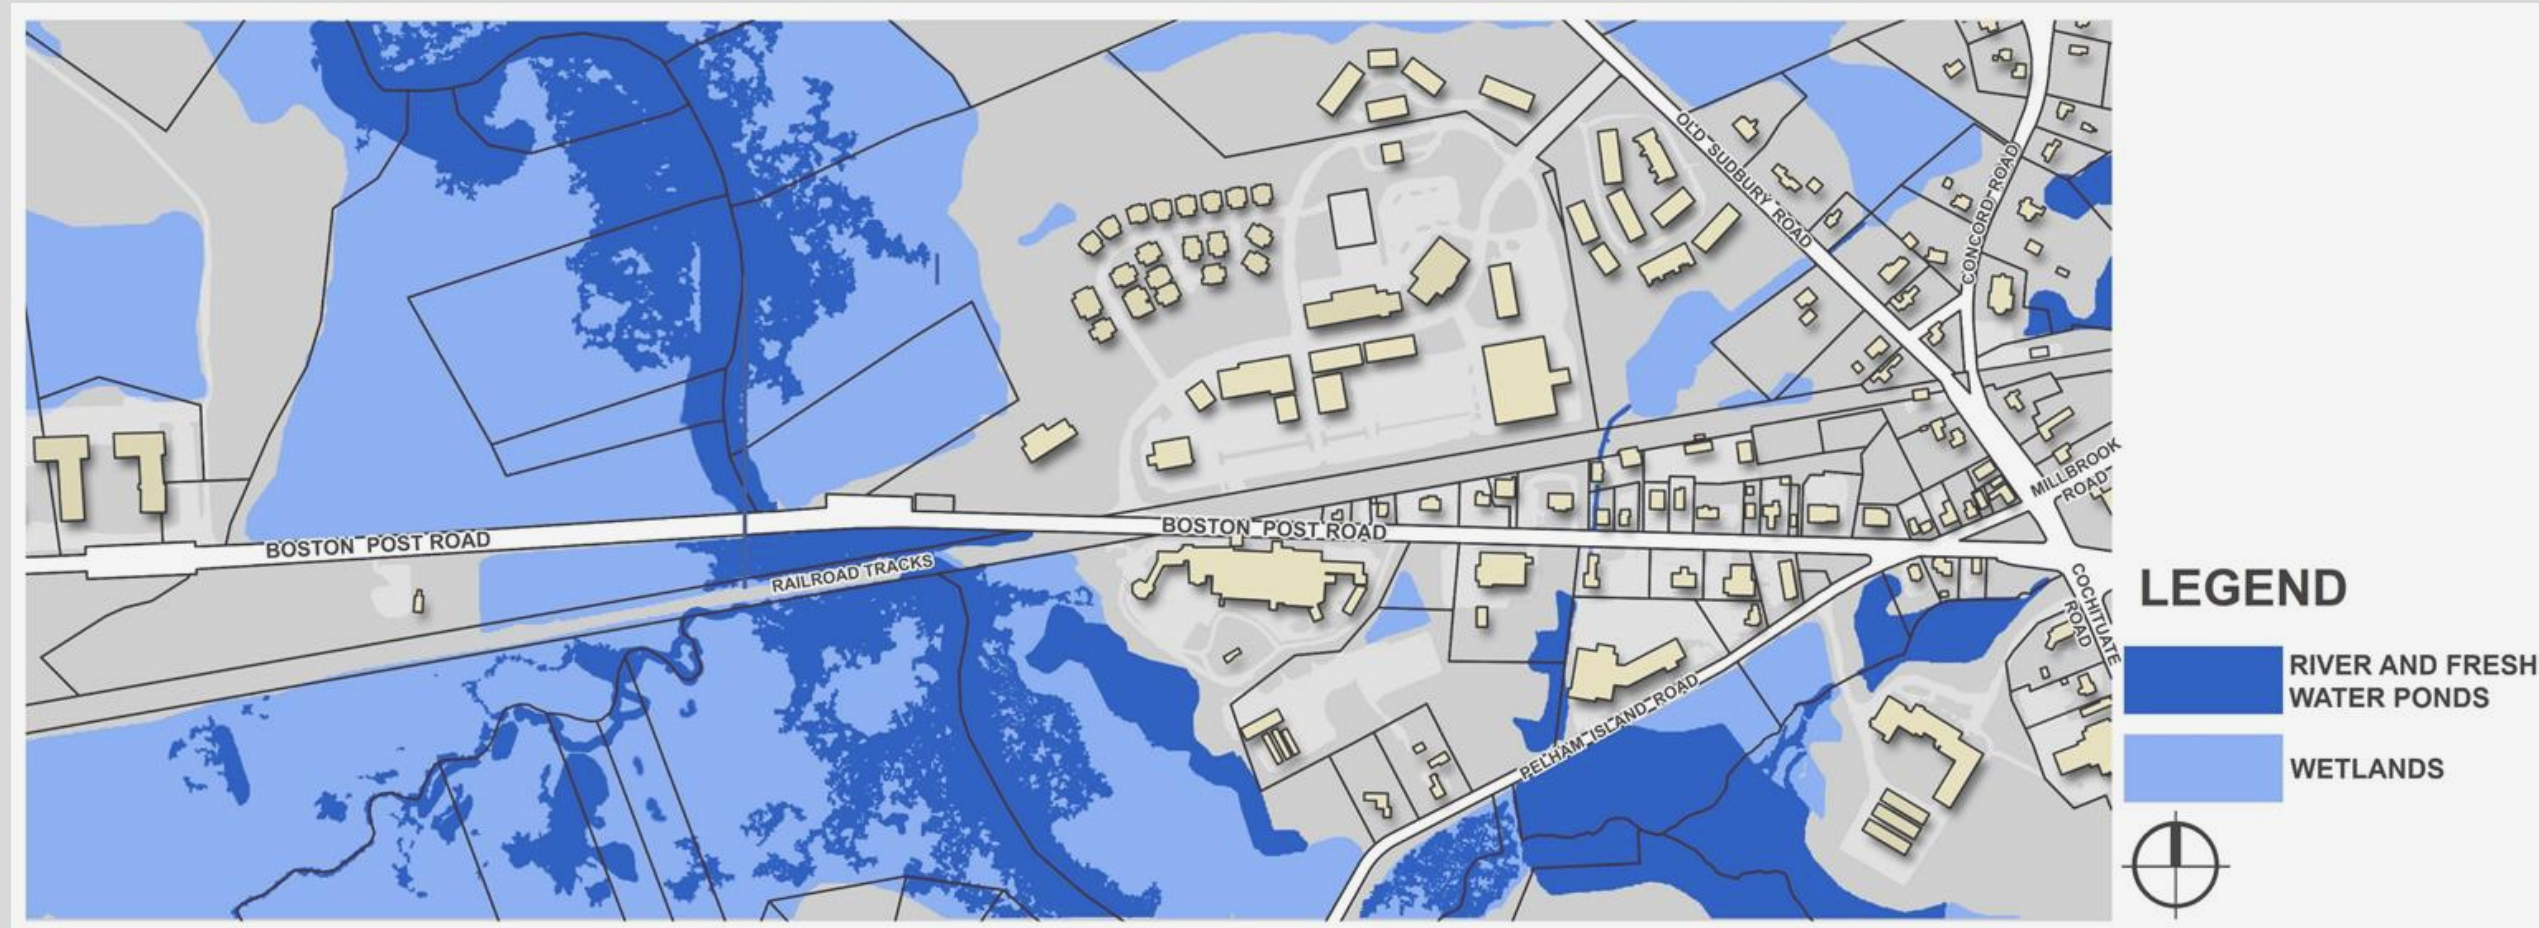 OLD SUDBURY ROAD
CONCORD ROAD
MILLBROOK
ROAD
BOSTON POST ROAD
BOSTON POST ROAD
RAILROAD TRACKS
COCHITUATE
ROAD
PELHAM ISLAND ROAD
LEGEND
RIVER AND FRESH
WATER PONDS
WETLANDS